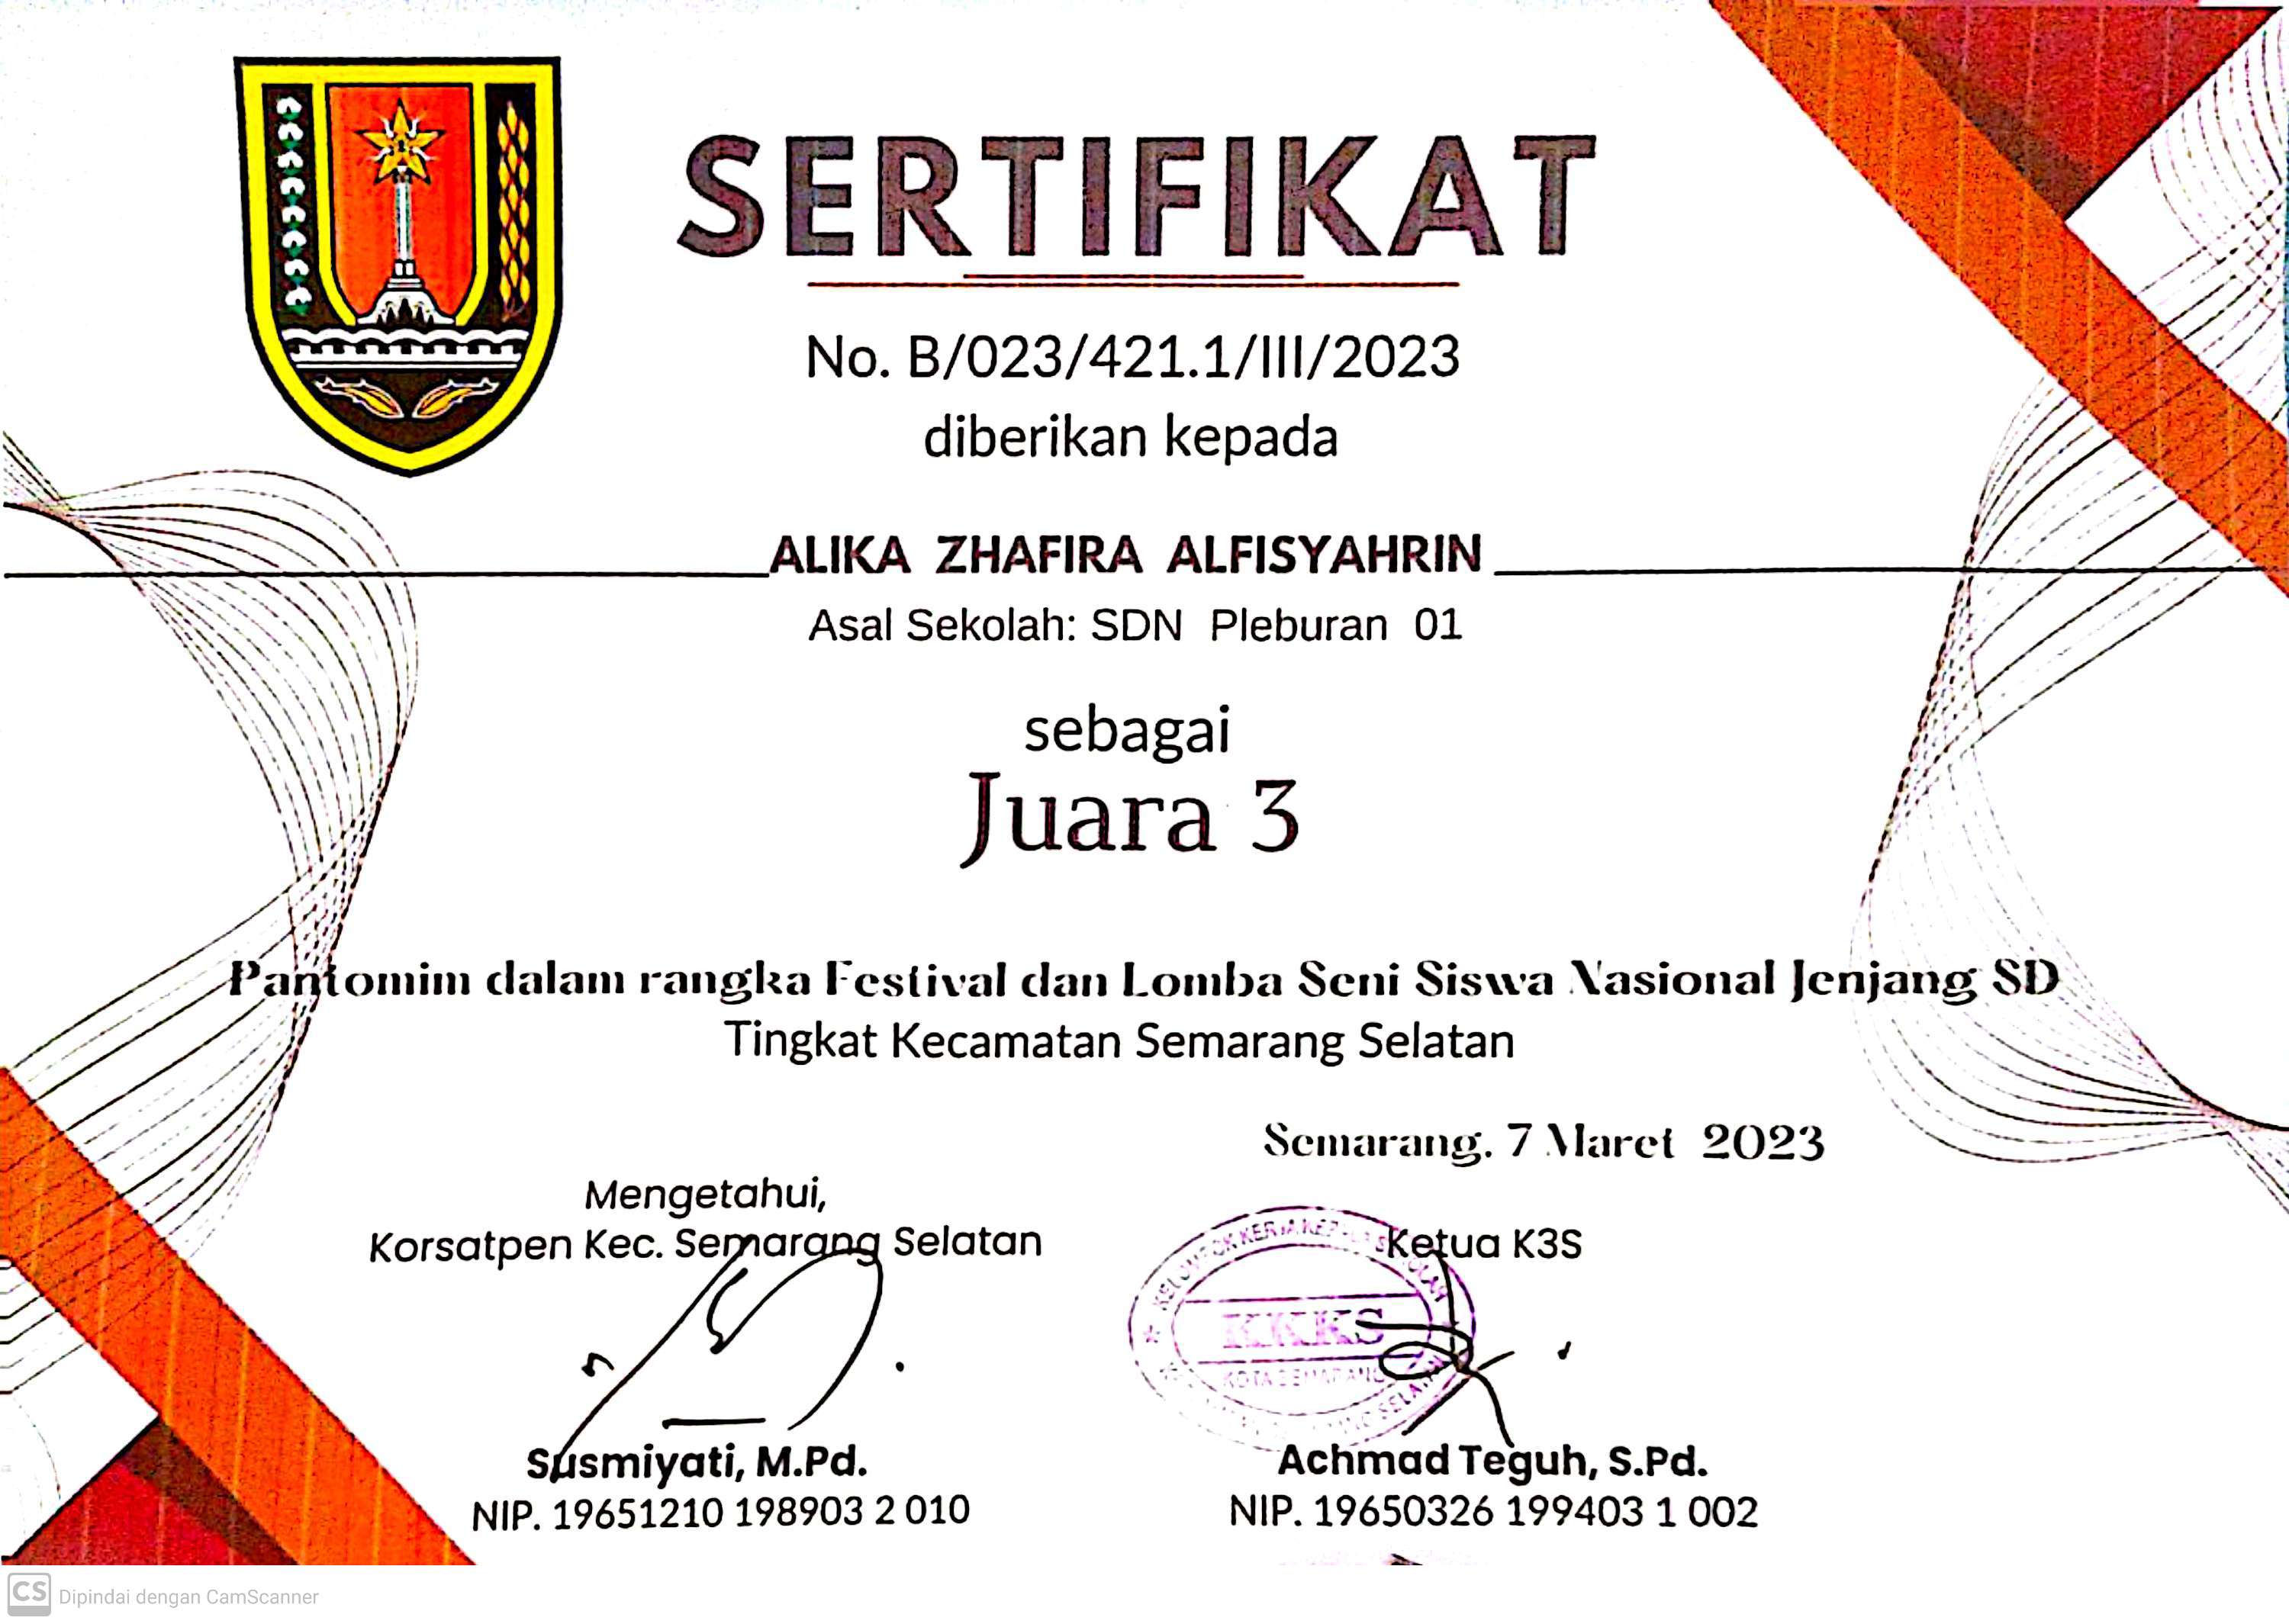 SERTIFIKAT
No. B/023/421.1/III/2023
diberikan kepada
ALIKA ZHAFIRA ALFISYAHRIN
Asal Sekolah: SDN Pleburan 01
sebagai
Juara 3
Pantomim dalam rangka Festival dan Lomba Seni Siswa Nasional Jenjang SD
Tingkat Kecamatan Semarang Selatan
Semarang, 7 Maret 2023
Mengetahui,
Korsatpen Kec. Semarang Selatan
Ketua K3S
KKKS
KOTA SEMARANG
Susmiyati, M.Pd.
NIP. 19651210 198903 2 010
Achmad Teguh, S.Pd.
NIP. 19650326 199403 1 002
CS Dipindai dengan CamScanner